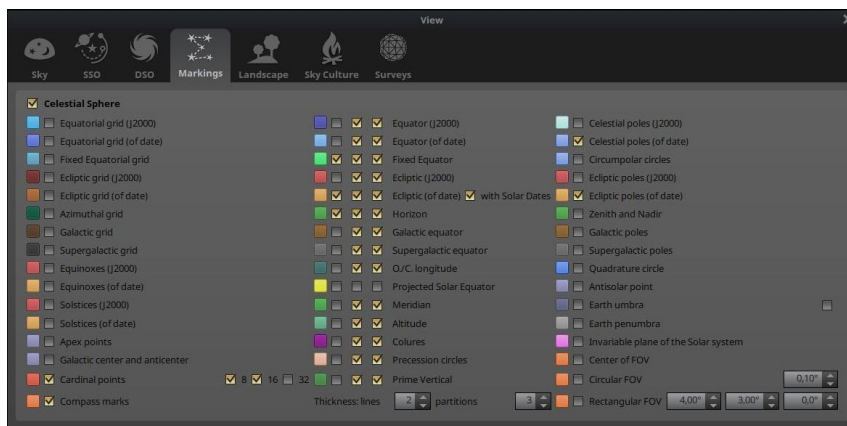 View
Sky SSO DSO Markings Landscape Sky Culture Surveys
Celestial Sphere
Equatorial grid (J2000) Equator (J2000) Celestial poles (J2000)
Equatorial grid (of date) Equator (of date) Celestial poles (of date)
Fixed Equatorial grid Fixed Equator Circumpolar circles
Ecliptic grid (J2000) Ecliptic (J2000) Ecliptic poles (J2000)
Ecliptic grid (of date) Ecliptic (of date) with Solar Dates Ecliptic poles (of date)
Azimuthal grid Horizon Zenith and Nadir
Galactic grid Galactic equator Galactic poles
Supergalactic grid Supergalactic equator Supergalactic poles
Equinoxes (J2000) O./C. longitude Quadrature circle
Equinoxes (of date) Projected Solar Equator Antisolar point
Solstices (J2000) Meridian Earth umbra
Solstices (of date) Altitude Earth penumbra
Apex points Colures Invariable plane of the Solar system
Galactic center and anticenter Precession circles Center of FOV
Cardinal points 8 16 32 Prime Vertical Circular FOV 0,10°
Compass marks Thickness: lines 2 partitions 3 Rectangular FOV 4,00° 3,00° 0,0°